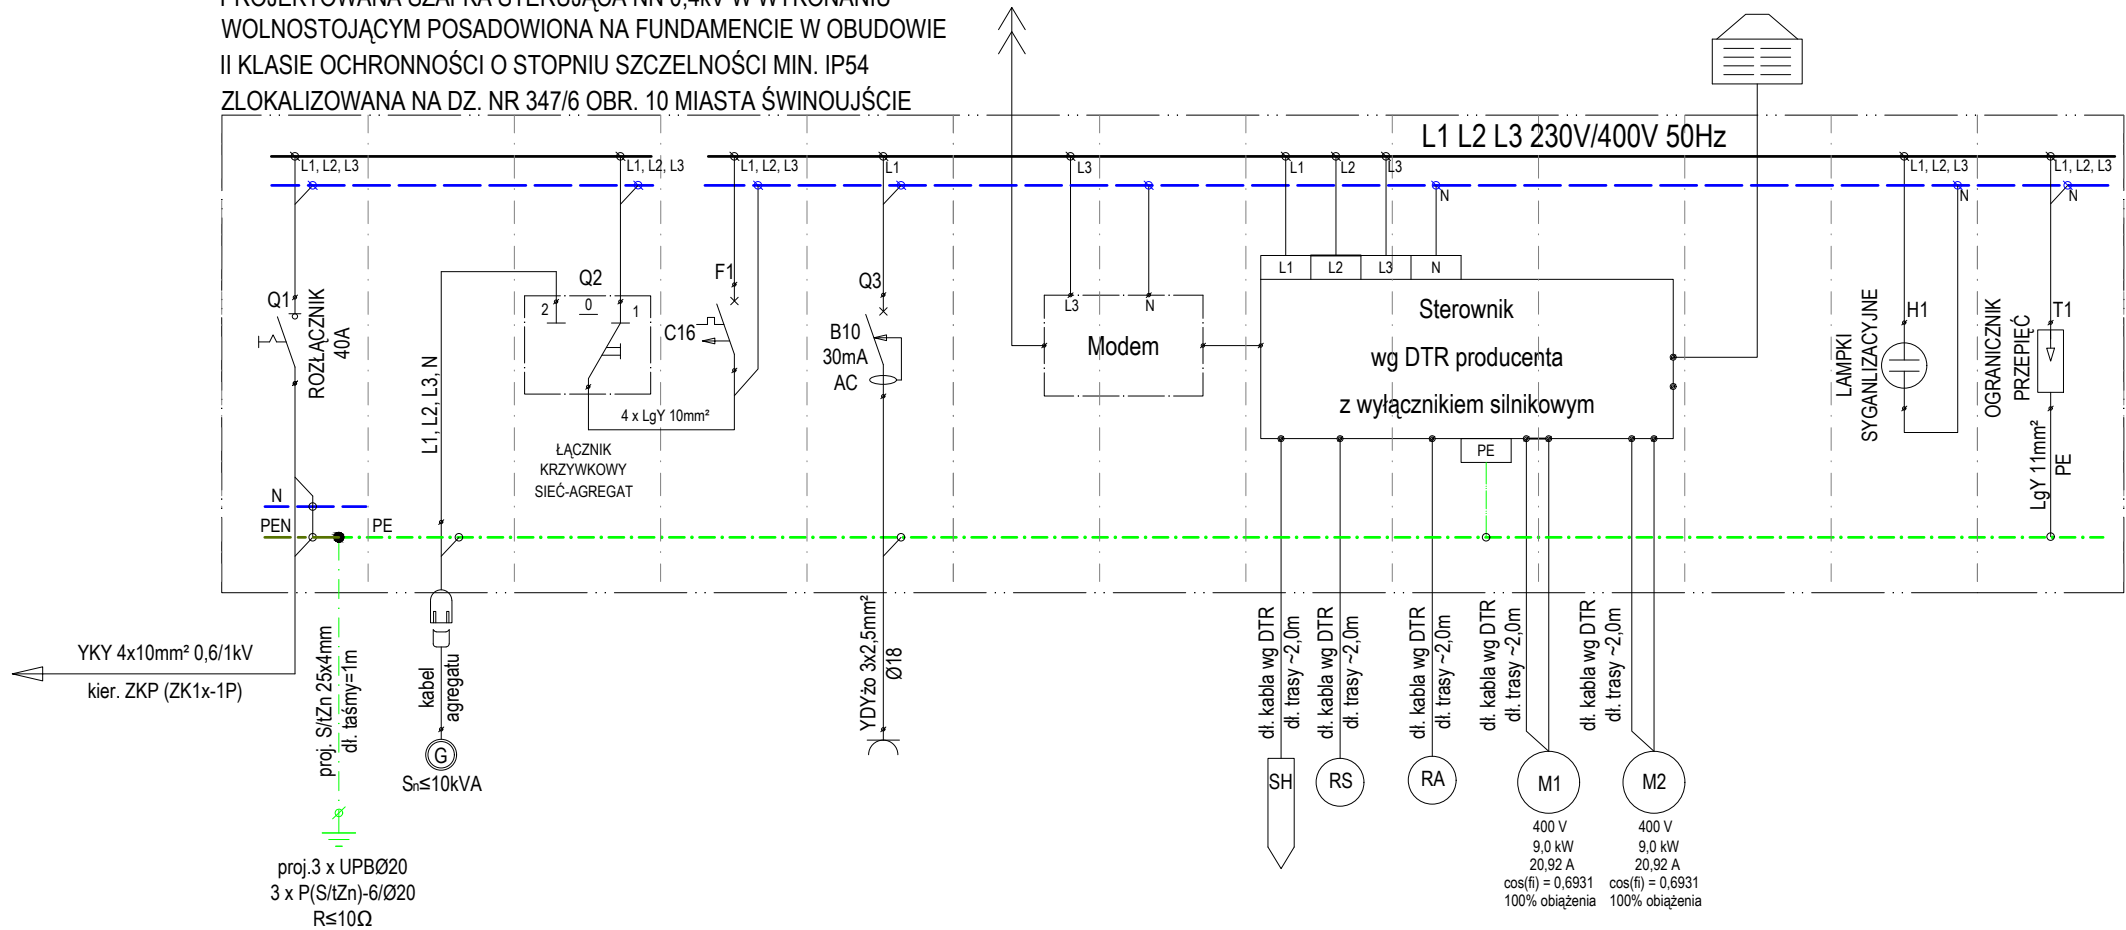 PROJEKTOWANA SZAFKA STERUJĄCA NN 0,4kV W WYKONANIU
WOLNOSTOJĄCYM POSADOWIONA NA FUNDAMENCIE W OBUDOWIE
II KLASIE OCHRONNOŚCI O STOPNIU SZCZELNOŚCI MIN. IP54
ZLOKALIZOWANA NA DZ. NR 347/6 OBR. 10 MIASTA ŚWINOUJŚCIE
L1 L2 L3 230V/400V 50Hz
L1, L2, L3
L1, L2, L3
L1, L2, L3
L1
L3
L1
L2
L3
N
L1, L2, L3
N
L1, L2, L3
N
Q1
ROZŁĄCZNIK
40A
L1, L2, L3, N
Q2
2
0
1
4 x LgY 10mm²
ŁĄCZNIK
KRZYWKOWY
SIEĆ-AGREGAT
F1
C16
Q3
B10
30mA
AC
L3
N
Modem
L1
L2
L3
N
Sterownik
wg DTR producenta
z wyłącznikiem silnikowym
PE
LAMPKI
SYGANLIZACYJNE
H1
OGRANICZNIK
PRZEPIĘĆ
T1
LgY 11mm²
PE
N
PEN
PE
YKY 4x10mm² 0,6/1kV
kier. ZKP (ZK1x-1P)
proj. S/tZn 25x4mm
dł. taśmy=1m
proj.3 x UPBØ20
3 x P(S/tZn)-6/Ø20
R≤10Ω
kabel
agregatu
G
Sn≤10kVA
YDYżo 3x2,5mm²
Ø18
dł. kabla wg DTR
dł. trasy ~2,0m
SH
dł. kabla wg DTR
dł. trasy ~2,0m
RS
dł. kabla wg DTR
dł. trasy ~2,0m
RA
dł. kabla wg DTR
dł. trasy ~2,0m
M1
400 V
9,0 kW
20,92 A
cos(fi) = 0,6931
100% obiążenia
dł. kabla wg DTR
dł. trasy ~2,0m
M2
400 V
9,0 kW
20,92 A
cos(fi) = 0,6931
100% obiążenia